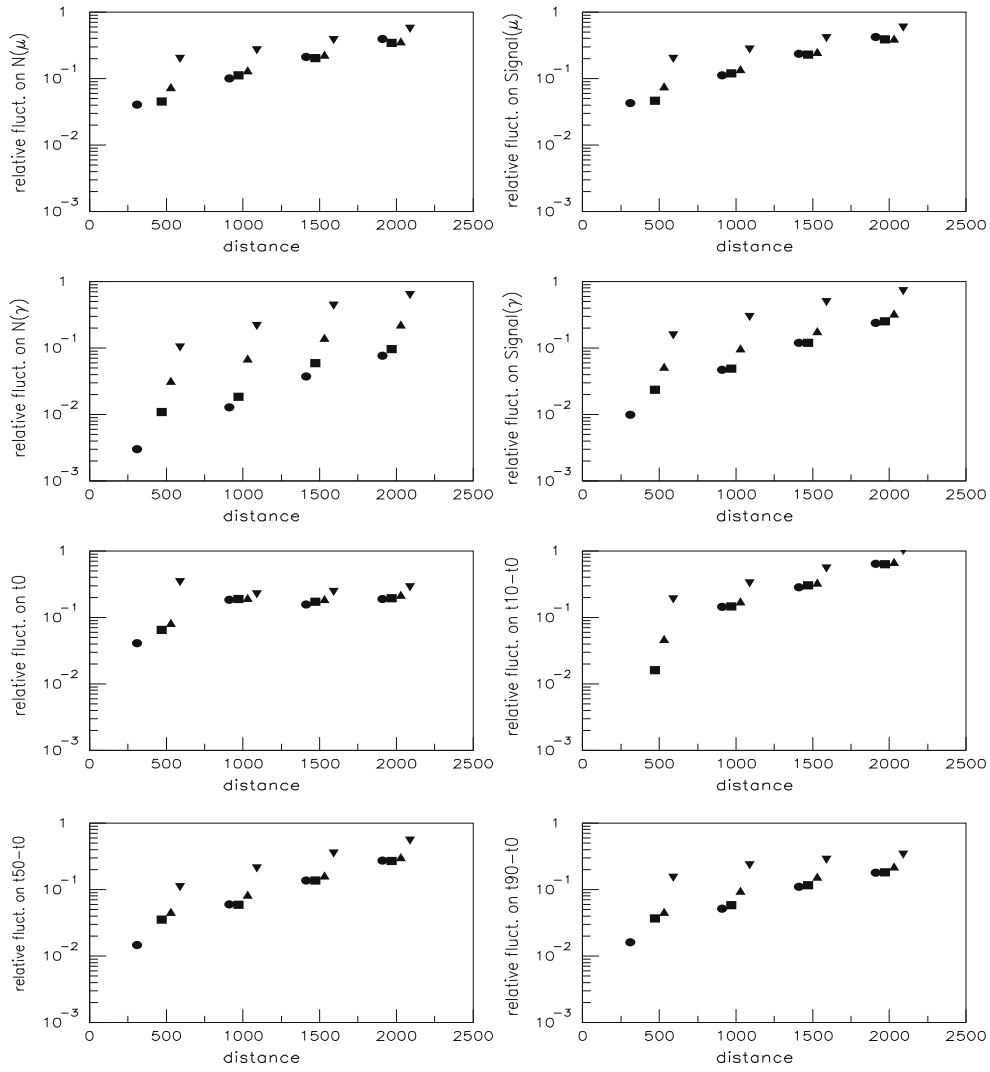 relative fluct. on N(μ)
1
10⁻¹
10⁻²
10⁻³
0 500 1000 1500 2000 2500
distance
relative fluct. on Signal(μ)
1
10⁻¹
10⁻²
10⁻³
0 500 1000 1500 2000 2500
distance
relative fluct. on N(γ)
1
10⁻¹
10⁻²
10⁻³
0 500 1000 1500 2000 2500
distance
relative fluct. on Signal(γ)
1
10⁻¹
10⁻²
10⁻³
0 500 1000 1500 2000 2500
distance
relative fluct. on t0
1
10⁻¹
10⁻²
10⁻³
0 500 1000 1500 2000 2500
distance
relative fluct. on t10-t0
1
10⁻¹
10⁻²
10⁻³
0 500 1000 1500 2000 2500
distance
relative fluct. on t50-t0
1
10⁻¹
10⁻²
10⁻³
0 500 1000 1500 2000 2500
distance
relative fluct. on t90-t0
1
10⁻¹
10⁻²
10⁻³
0 500 1000 1500 2000 2500
distance